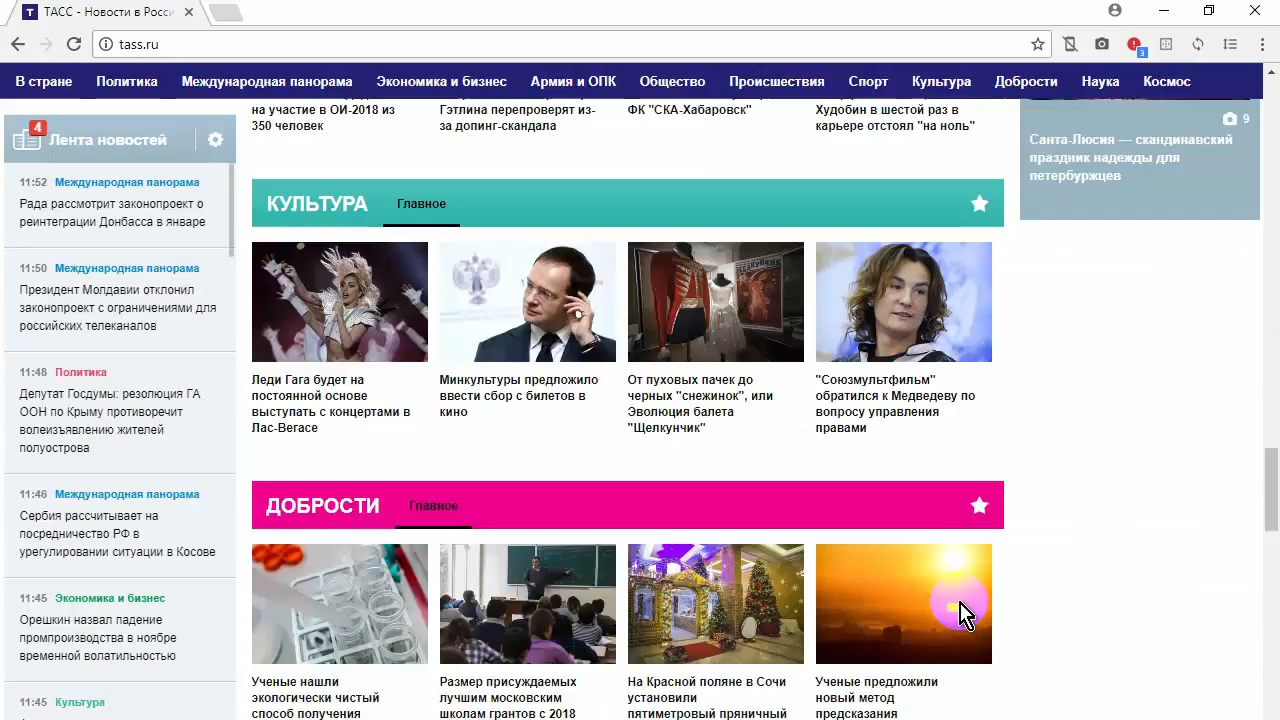 ТАСС - Новости в Росси
tass.ru
3
В стране Политика Международная панорама Экономика и бизнес Армия и ОПК Общество Происшествия Спорт Культура Добрости Наука Космос
4
Лента новостей
11:52 Международная панорама
Рада рассмотрит законопроект о
реинтеграции Донбасса в январе
11:50 Международная панорама
Президент Молдавии отклонил
законопроект с ограничениями для
российских телеканалов
11:48 Политика
Депутат Госдумы: резолюция ГА
ООН по Крыму противоречит
волеизъявлению жителей
полуострова
11:46 Международная панорама
Сербия рассчитывает на
посредничество РФ в
урегулировании ситуации в Косове
11:45 Экономика и бизнес
Орешкин назвал падение
промпроизводства в ноябре
временной волатильностью
11:45 Культура
на участие в ОИ-2018 из
350 человек
Гэтлина перепроверят из-
за допинг-скандала
ФК "СКА-Хабаровск"
Худобин в шестой раз в
карьере отстоял "на ноль"
9
Санта-Люсия — скандинавский
праздник надежды для
петербуржцев
КУЛЬТУРА Главное
Леди Гага будет на
постоянной основе
выступать с концертами в
Лас-Вегасе
Минкультуры предложило
ввести сбор с билетов в
кино
От пуховых пачек до
черных "снежинок", или
Эволюция балета
"Щелкунчик"
"Союзмультфильм"
обратился к Медведеву по
вопросу управления
правами
ДОБРОСТИ Главное
Ученые нашли
экологически чистый
способ получения
Размер присуждаемых
лучшим московским
школам грантов с 2018
На Красной поляне в Сочи
установили
пятиметровый пряничный
Ученые предложили
новый метод
предсказания